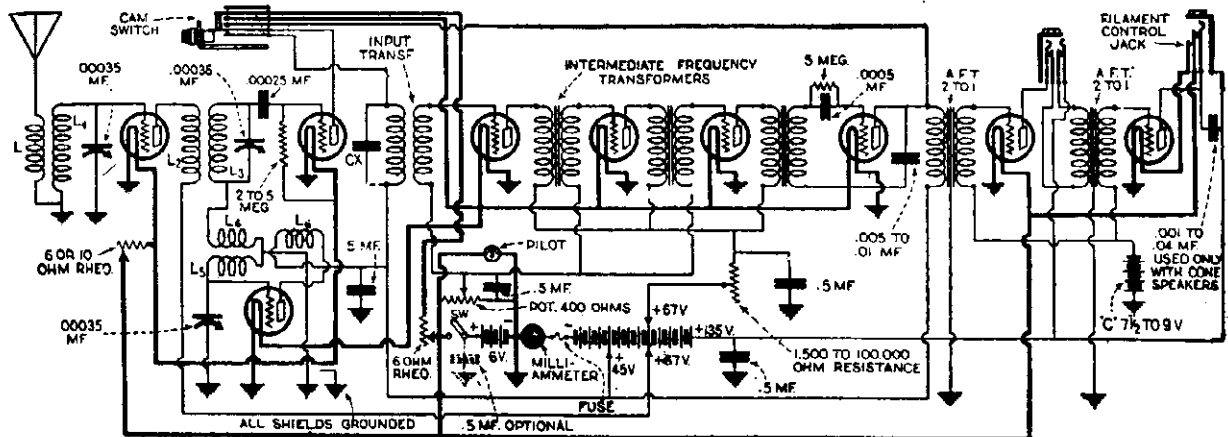 CAM
SWITCH
INPUT
TRANSF
FILAMENT
CONTROL
JACK
.00035
MF
.00035
MF.
.00025 MF
INTERMEDIATE FREQUENCY
TRANSFORMERS
5 MEG.
.0005
MF
A.F.T.
2 TO 1
A.F.T.
2 TO 1
L
L1
L2
L3
2 TO 5
MEG
CX
.005 TO
.01 MF
.001 TO
.04 MF.
USED ONLY
WITH CONE
SPEAKERS
6 OR 10
OHM RHEO.
L4
L6
L5
.5 MF.
PILOT
.5 MF.
POT. 400 OHMS
.5 MF.
"C" 7½ TO 9V
.00035
MF
SW
6 OHM
RHEO.
+
6V.
MILLI-
AMMETER
+67V
+135V.
+
45V
+67V.
1,500 TO 100,000
OHM RESISTANCE
.5 MF.
FUSE
ALL SHIELDS GROUNDED
.5 MF. OPTIONAL